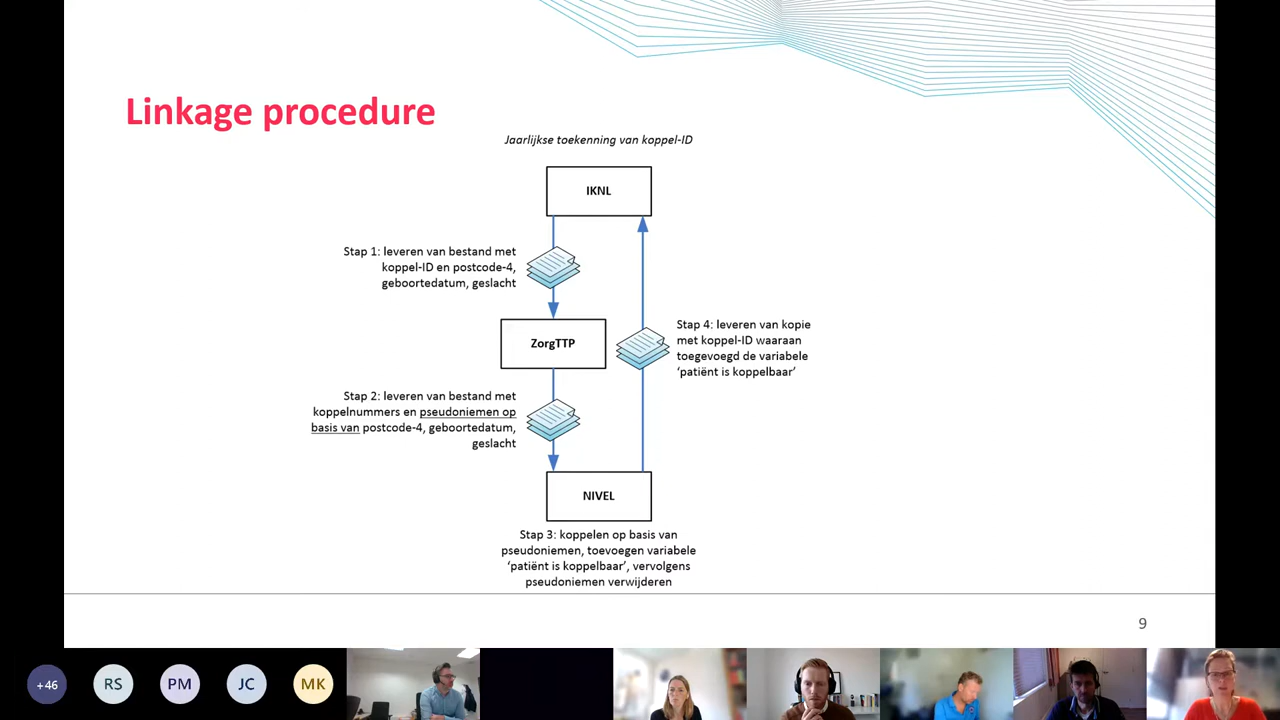 Linkage procedure
Jaarlijkse toekenning van koppel-ID
IKNL
Stap 1: leveren van bestand met
koppel-ID en postcode-4,
geboortedatum, geslacht
ZorgTTP
Stap 4: leveren van kopie
met koppel-ID waaraan
toegevoegd de variabele
‘patiënt is koppelbaar’
Stap 2: leveren van bestand met
koppelnummers en pseudoniemen op
basis van postcode-4, geboortedatum,
geslacht
NIVEL
Stap 3: koppelen op basis van
pseudoniemen, toevoegen variabele
‘patiënt is koppelbaar’, vervolgens
pseudoniemen verwijderen
9
+46
RS
PM
JC
MK